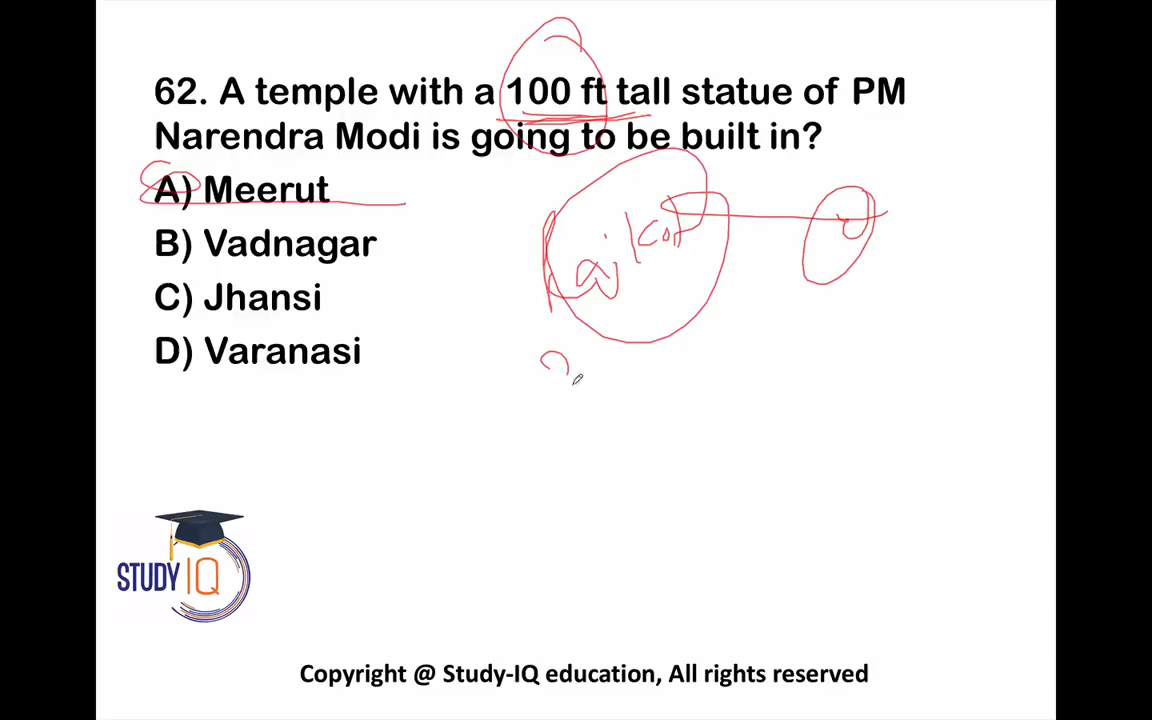 62. A temple with a 100 ft tall statue of PM
Narendra Modi is going to be built in?
A) Meerut
B) Vadnagar
C) Jhansi
D) Varanasi
Rajkot
STUDY IQ
Copyright @ Study-IQ education, All rights reserved